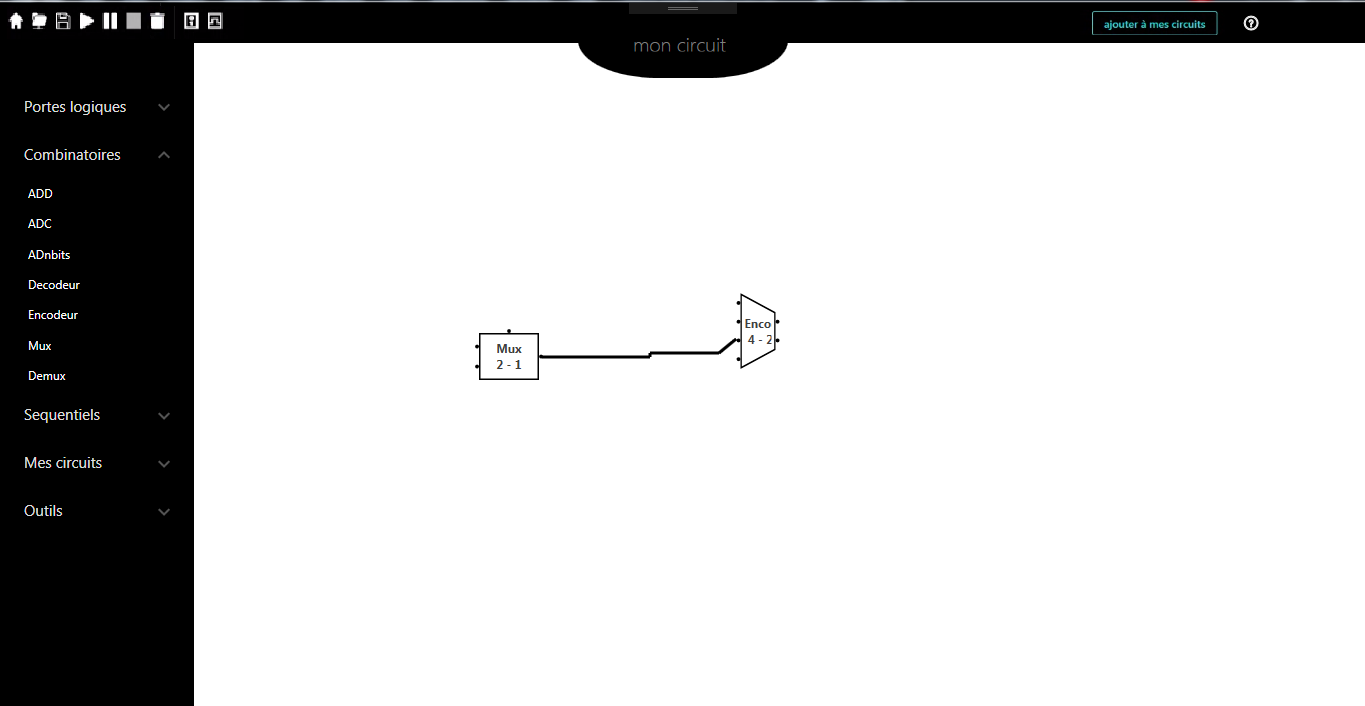 mon circuit
ajouter à mes circuits
Portes logiques
Combinatoires
ADD
ADC
ADnbits
Decodeur
Encodeur
Mux
Demux
Sequentiels
Mes circuits
Outils
Mux
2 - 1
Enco
4 - 2